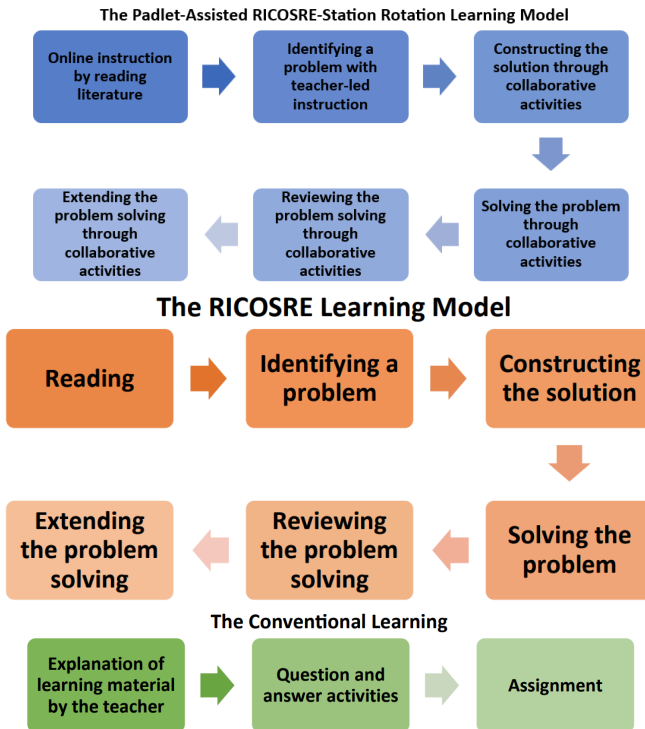 The Padlet-Assisted RICOSRE-Station Rotation Learning Model
Online instruction
by reading
literature
Identifying a
problem with
teacher-led
instruction
Constructing the
solution through
collaborative
activities
Solving the problem
through
collaborative
activities
Reviewing the
problem solving
through
collaborative
activities
Extending the
problem solving
through
collaborative
activities
The RICOSRE Learning Model
Reading
Identifying a
problem
Constructing
the solution
Solving the
problem
Reviewing
the problem
solving
Extending
the problem
solving
The Conventional Learning
Explanation of
learning material
by the teacher
Question and
answer activities
Assignment